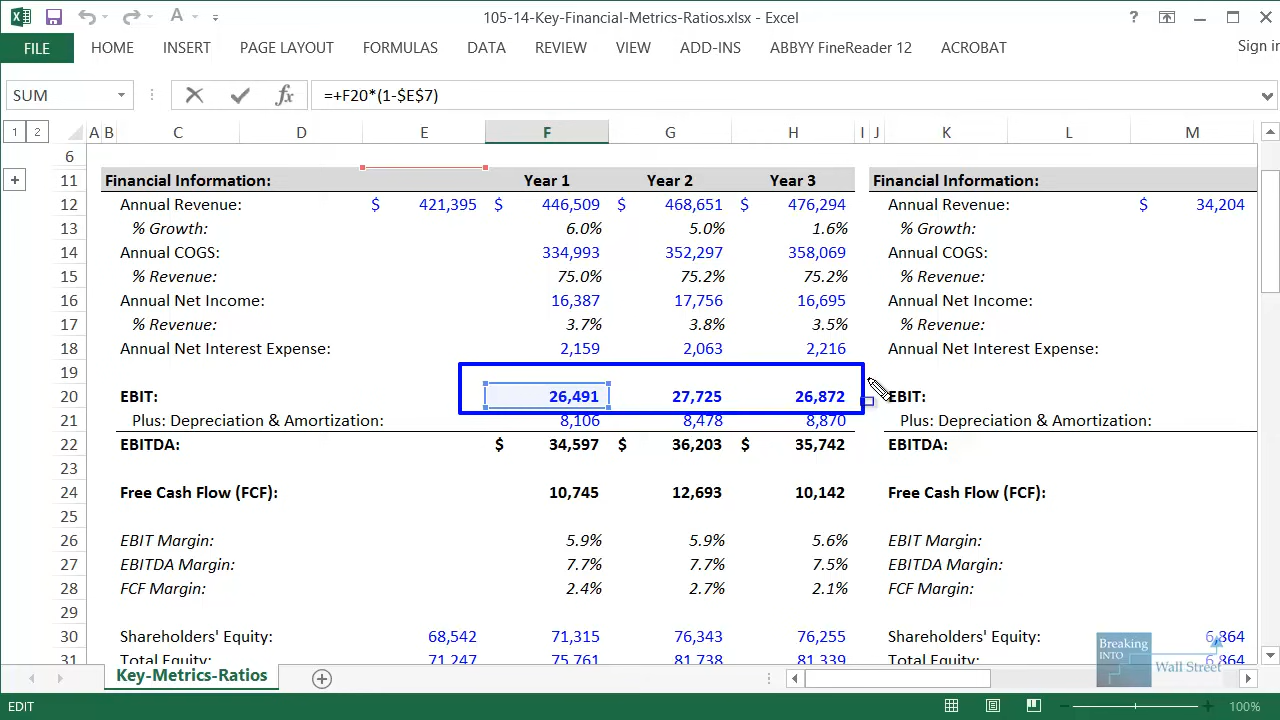 105-14-Key-Financial-Metrics-Ratios.xlsx - Excel
FILE HOME INSERT PAGE LAYOUT FORMULAS DATA REVIEW VIEW ADD-INS ABBYY FineReader 12 ACROBAT Sign in
SUM fx =+F20*(1-$E$7)
1 2 A B C D E F G H I J K L M
6
11 Financial Information: Year 1 Year 2 Year 3 Financial Information:
12 Annual Revenue: $ 421,395 $ 446,509 $ 468,651 $ 476,294 Annual Revenue: $ 34,204
13 % Growth: 6.0% 5.0% 1.6% % Growth:
14 Annual COGS: 334,993 352,297 358,069 Annual COGS:
15 % Revenue: 75.0% 75.2% 75.2% % Revenue:
16 Annual Net Income: 16,387 17,756 16,695 Annual Net Income:
17 % Revenue: 3.7% 3.8% 3.5% % Revenue:
18 Annual Net Interest Expense: 2,159 2,063 2,216 Annual Net Interest Expense:
19
20 EBIT: 26,491 27,725 26,872 EBIT:
21 Plus: Depreciation & Amortization: 8,106 8,478 8,870 Plus: Depreciation & Amortization:
22 EBITDA: $ 34,597 $ 36,203 $ 35,742 EBITDA:
23
24 Free Cash Flow (FCF): 10,745 12,693 10,142 Free Cash Flow (FCF):
25
26 EBIT Margin: 5.9% 5.9% 5.6% EBIT Margin:
27 EBITDA Margin: 7.7% 7.7% 7.5% EBITDA Margin:
28 FCF Margin: 2.4% 2.7% 2.1% FCF Margin:
29
30 Shareholders' Equity: 68,542 71,315 76,343 76,255 Shareholders' Equity: 6,864
31 Total Equity: 71,247 75,761 81,738 81,339 Total Equity: 6,864
Breaking
INTO
Wall Street
Key-Metrics-Ratios
EDIT 100%